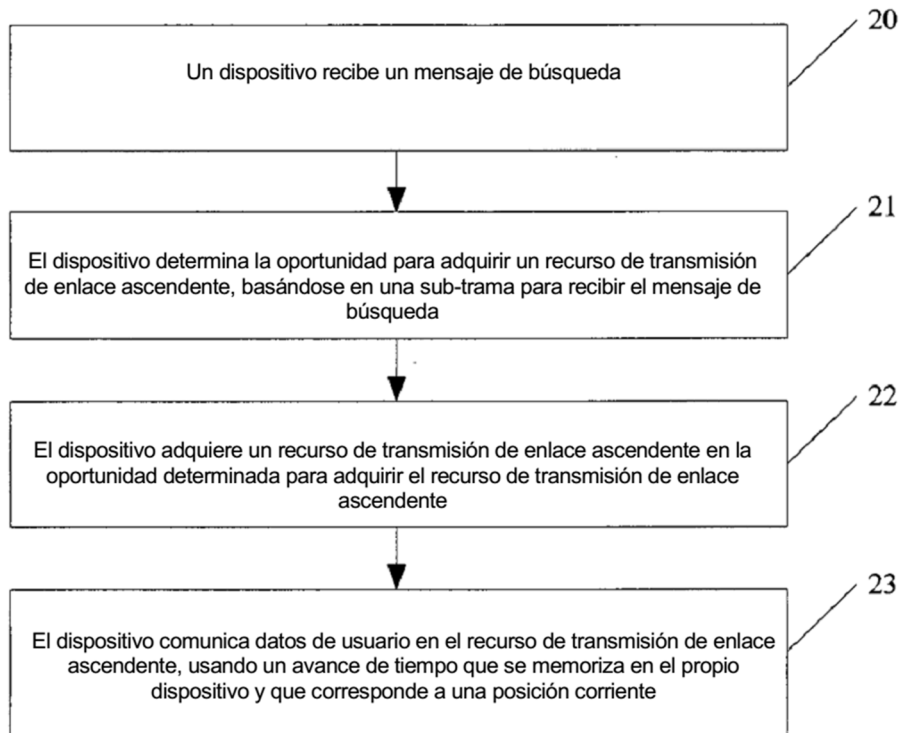 20
Un dispositivo recibe un mensaje de búsqueda
21
El dispositivo determina la oportunidad para adquirir un recurso de transmisión
de enlace ascendente, basándose en una sub-trama para recibir el mensaje de
búsqueda
22
El dispositivo adquiere un recurso de transmisión de enlace ascendente en la
oportunidad determinada para adquirir el recurso de transmisión de enlace
ascendente
23
El dispositivo comunica datos de usuario en el recurso de transmisión de enlace
ascendente, usando un avance de tiempo que se memoriza en el propio
dispositivo y que corresponde a una posición corriente